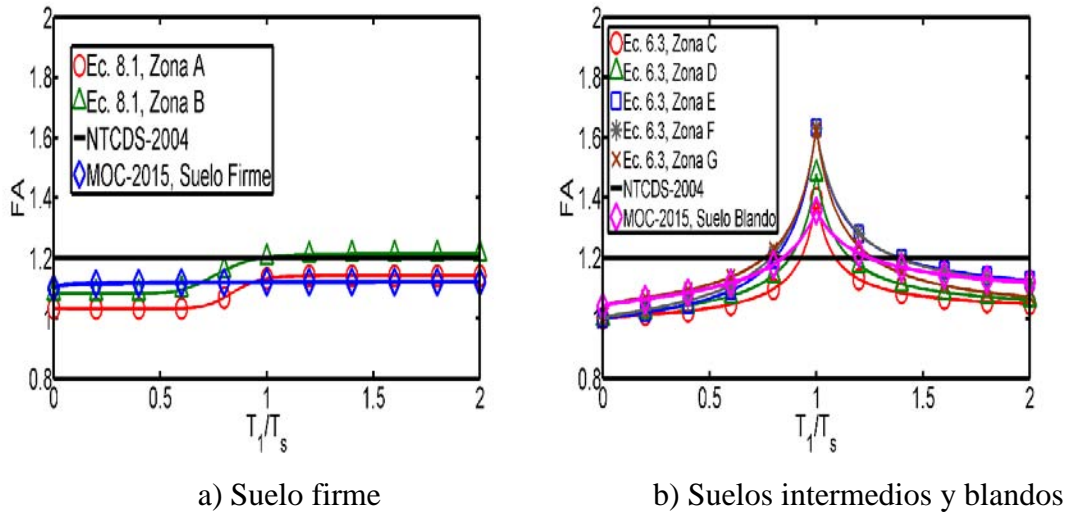 2
1.8
1.6
1.4
1.2
1
0.8
FA
Ec. 8.1, Zona A
Ec. 8.1, Zona B
NTCDS-2004
MOC-2015, Suelo Firme
0 0.5 1 1.5 2
T1/Ts
a) Suelo firme
2
1.8
1.6
1.4
1.2
1
0.8
FA
Ec. 6.3, Zona C
Ec. 6.3, Zona D
Ec. 6.3, Zona E
Ec. 6.3, Zona F
Ec. 6.3, Zona G
NTCDS-2004
MOC-2015, Suelo Blando
0 0.5 1 1.5 2
T1/Ts
b) Suelos intermedios y blandos